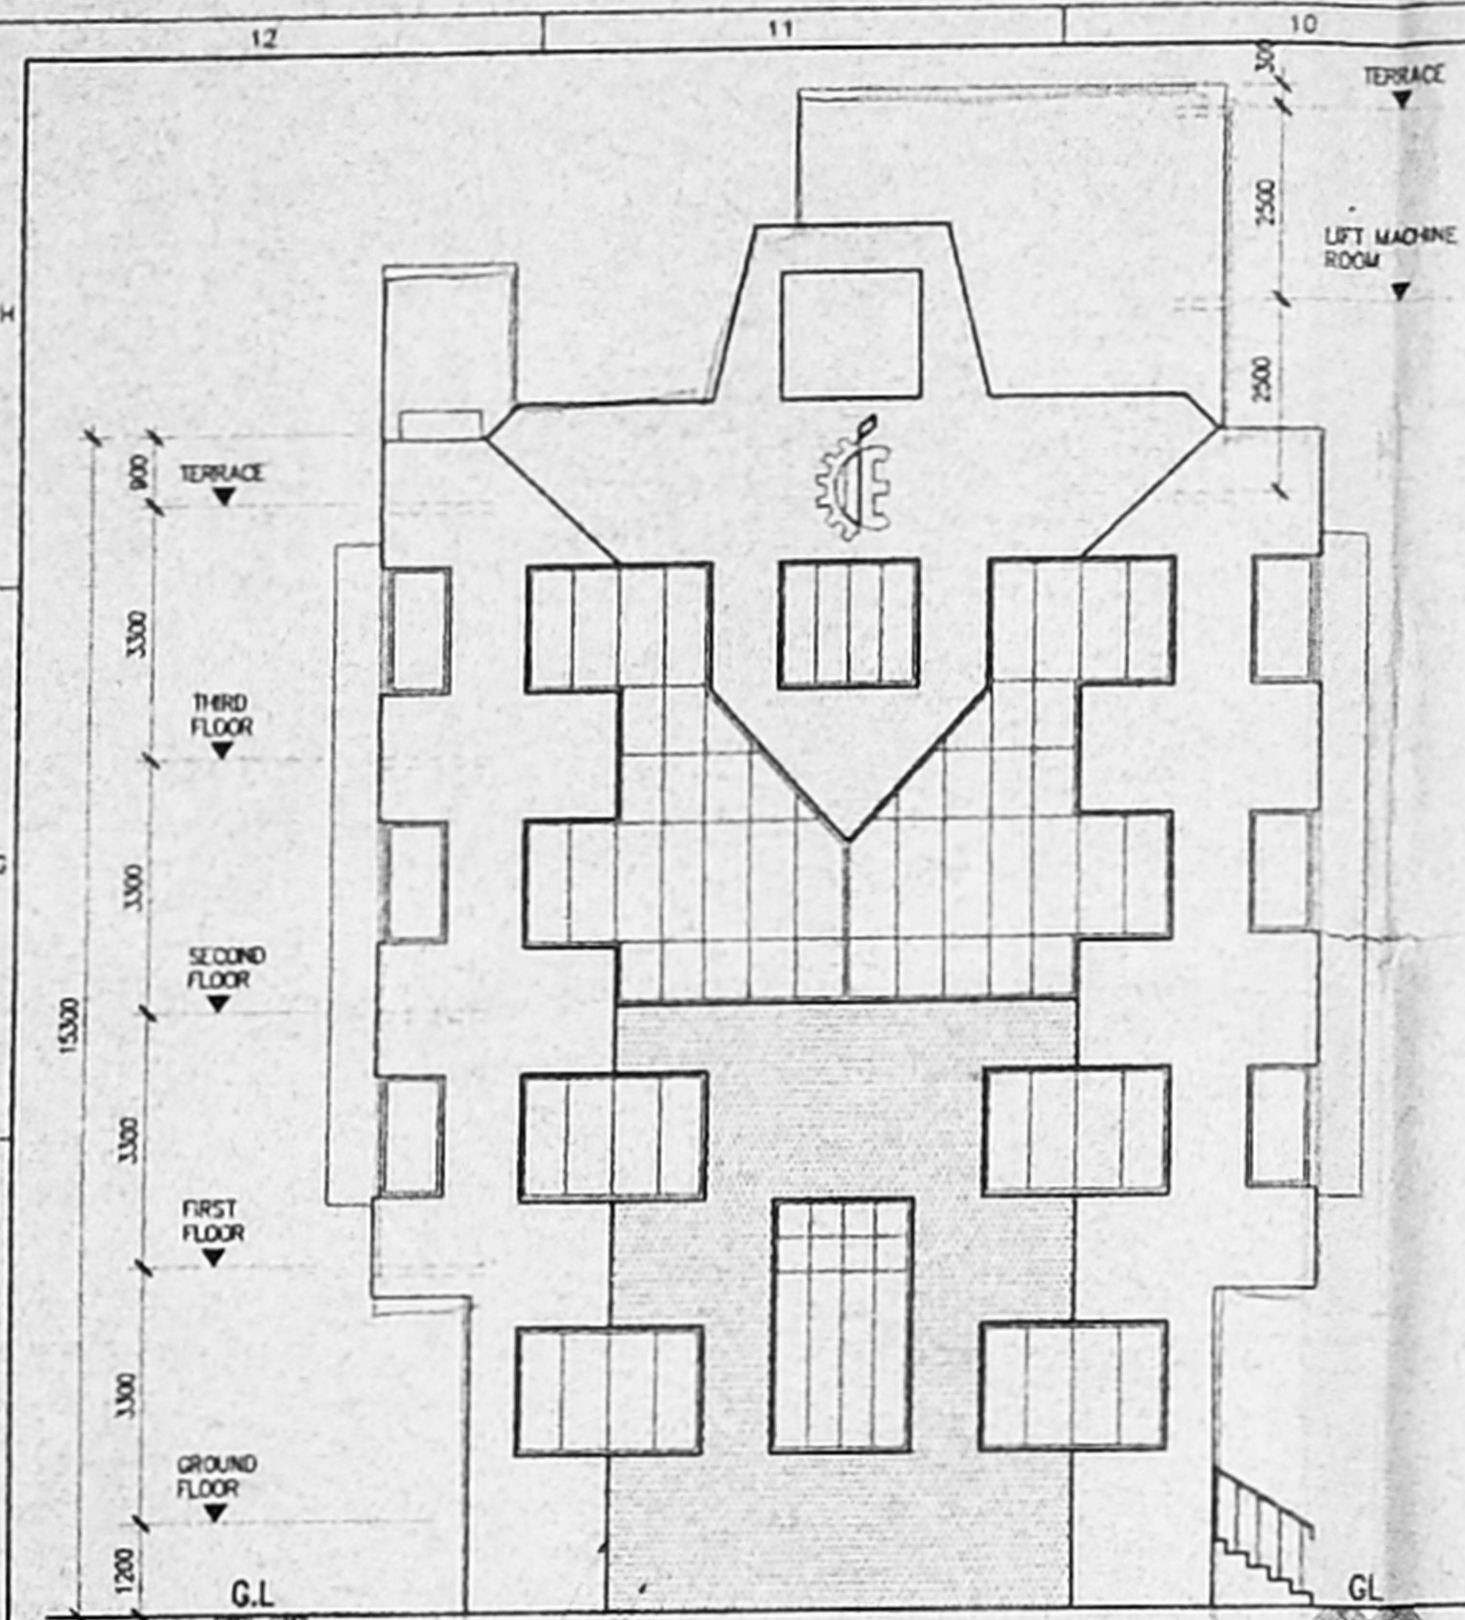 12
11
10
300
TERRACE
2500
LIFT MACHINE
ROOM
H
2500
900
TERRACE
3300
THIRD
FLOOR
3300
SECOND
FLOOR
15300
3300
FIRST
FLOOR
3300
GROUND
FLOOR
1200
G.L
GL